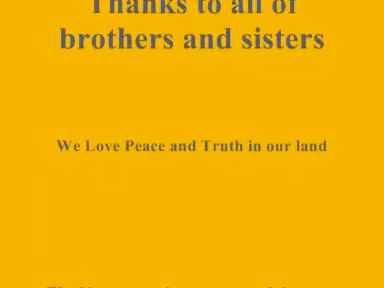 Thanks to all of
brothers and sisters
We Love Peace and Truth in our land